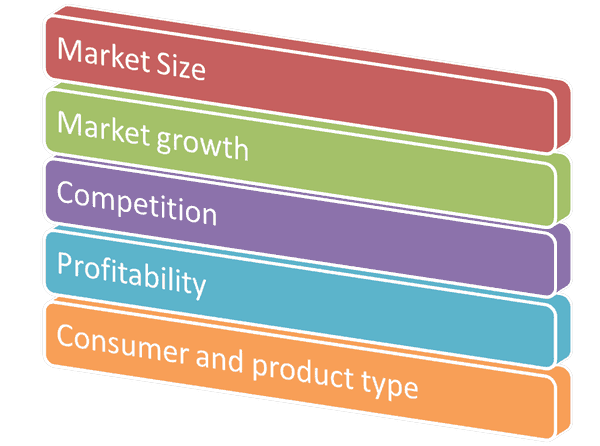 Market Size
Market growth
Competition
Profitability
Consumer and product type